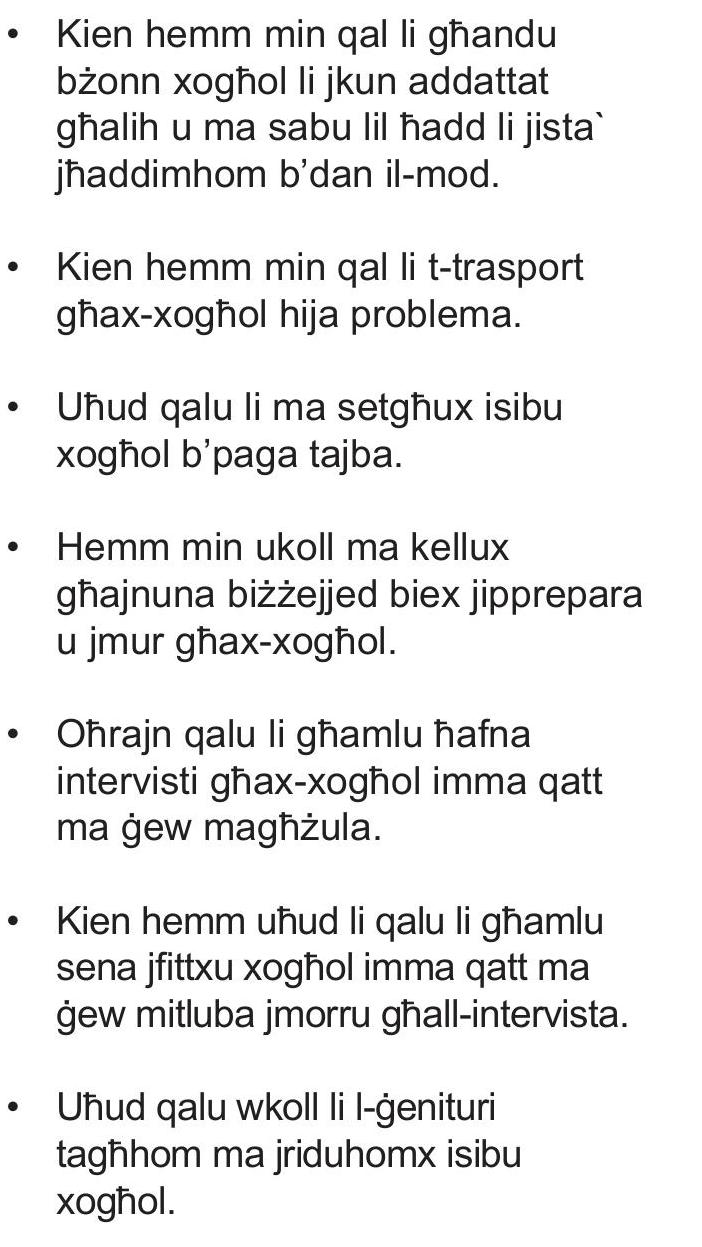 • Kien hemm min qal li għandu
bżonn xogħol li jkun addattat
għalih u ma sabu lil ħadd li jista`
jħaddimhom b’dan il-mod.
• Kien hemm min qal li t-trasport
għax-xogħol hija problema.
• Uħud qalu li ma setgħux isibu
xogħol b’paga tajba.
• Hemm min ukoll ma kellux
għajnuna biżżejjed biex jipprepara
u jmur għax-xogħol.
• Oħrajn qalu li għamlu ħafna
intervisti għax-xogħol imma qatt
ma ġew magħżula.
• Kien hemm uħud li qalu li għamlu
sena jfittxu xogħol imma qatt ma
ġew mitluba jmorru għall-intervista.
• Uħud qalu wkoll li l-ġenituri
tagħhom ma jriduhomx isibu
xogħol.